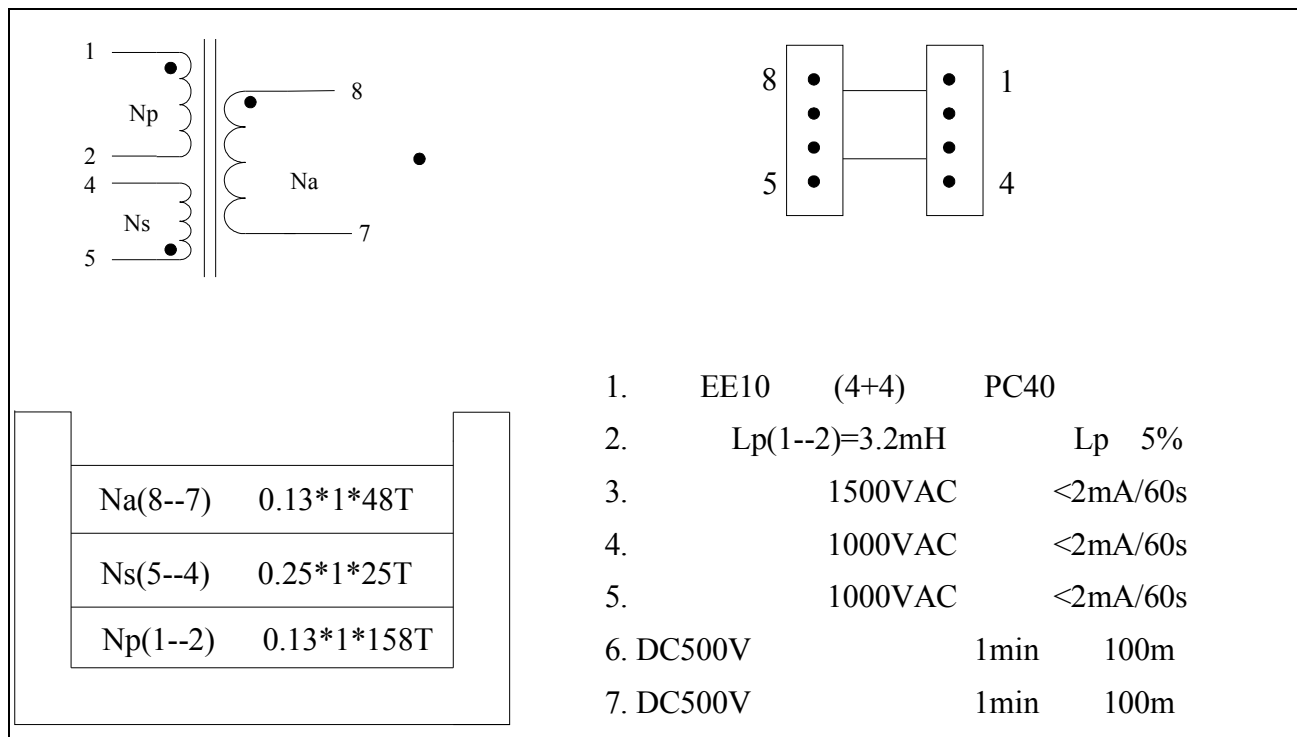 1
Np
2
4
Ns
5
8
Na
7
8
1
5
4
Na(8--7) 0.13*1*48T
Ns(5--4) 0.25*1*25T
Np(1--2) 0.13*1*158T
1. EE10 (4+4) PC40
2. Lp(1--2)=3.2mH Lp 5%
3. 1500VAC <2mA/60s
4. 1000VAC <2mA/60s
5. 1000VAC <2mA/60s
6. DC500V 1min 100m
7. DC500V 1min 100m